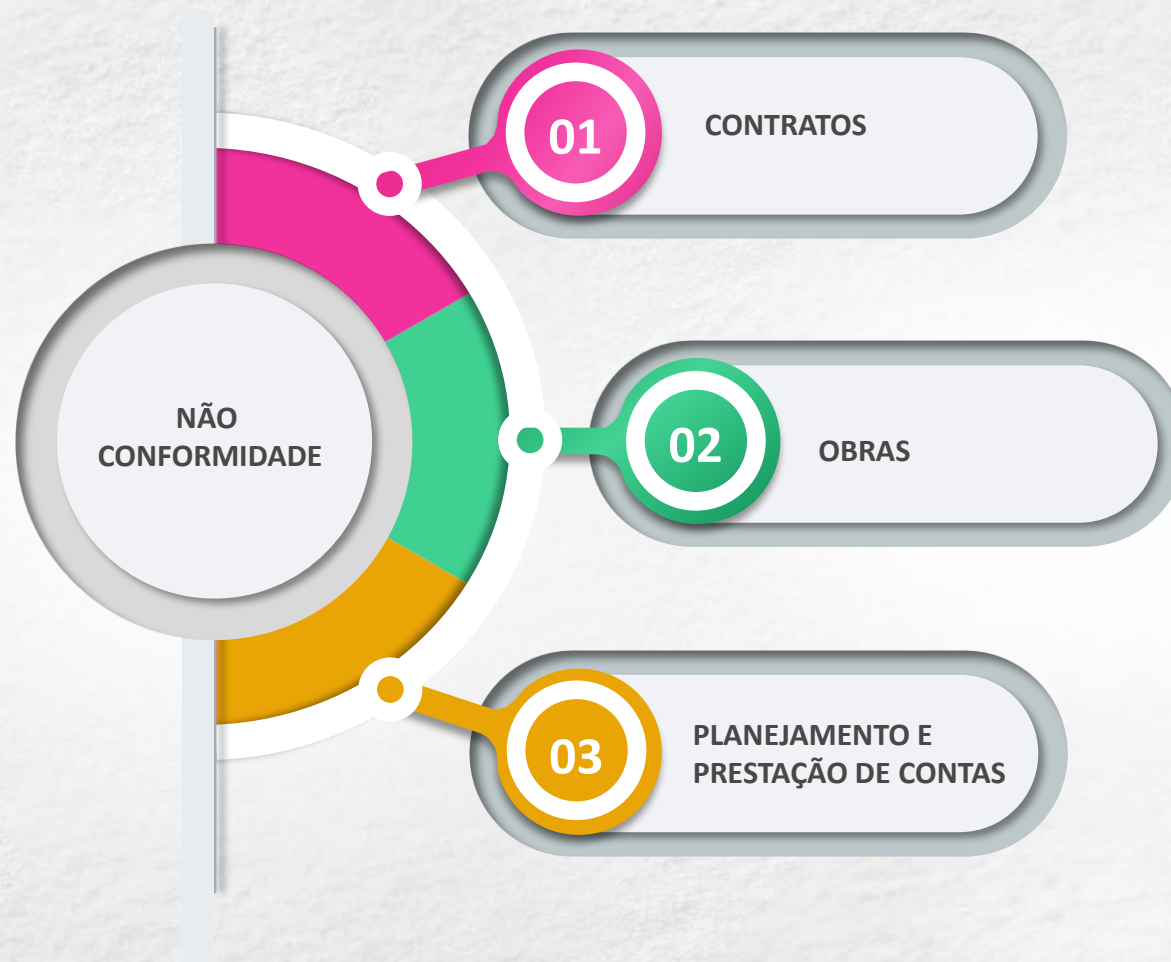 NÃO
CONFORMIDADE
01
CONTRATOS
02
OBRAS
03
PLANEJAMENTO E
PRESTAÇÃO DE CONTAS